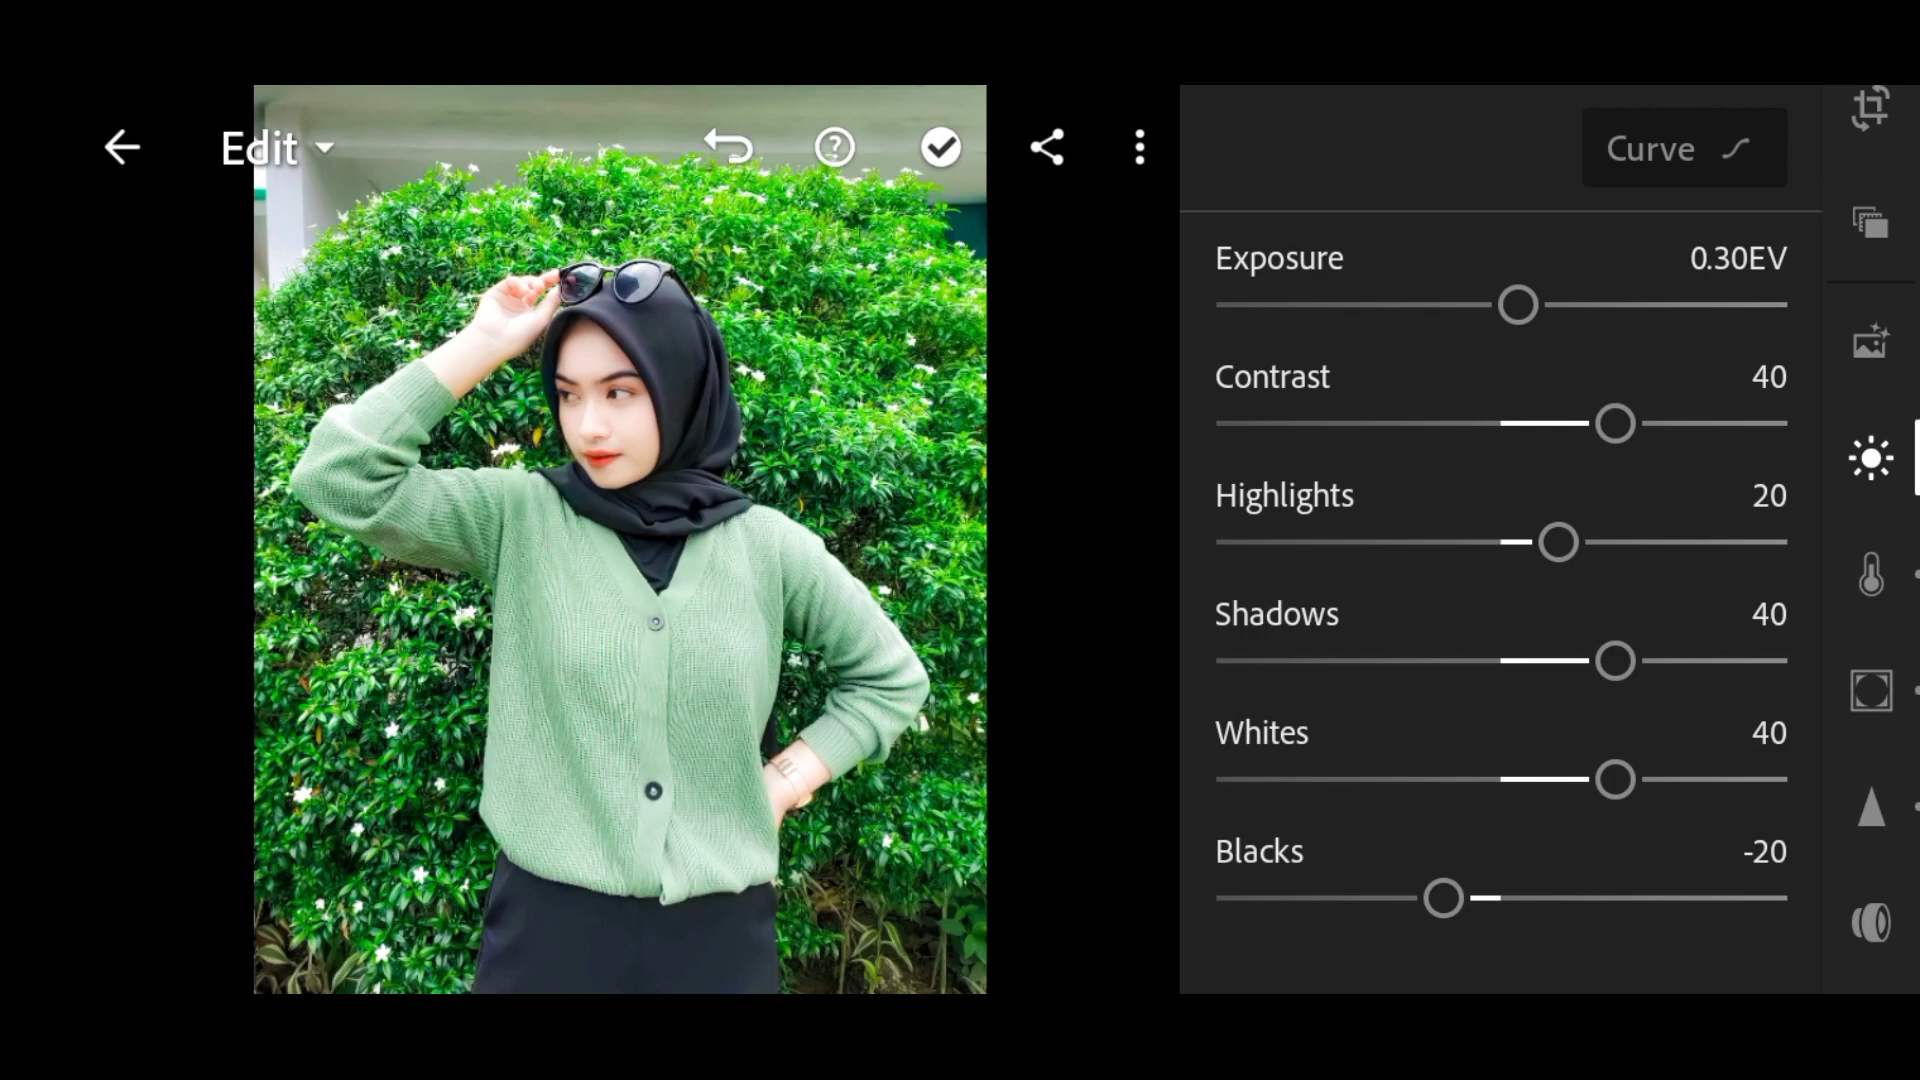 Edit
Curve
Exposure 0.30EV
Contrast 40
Highlights 20
Shadows 40
Whites 40
Blacks -20